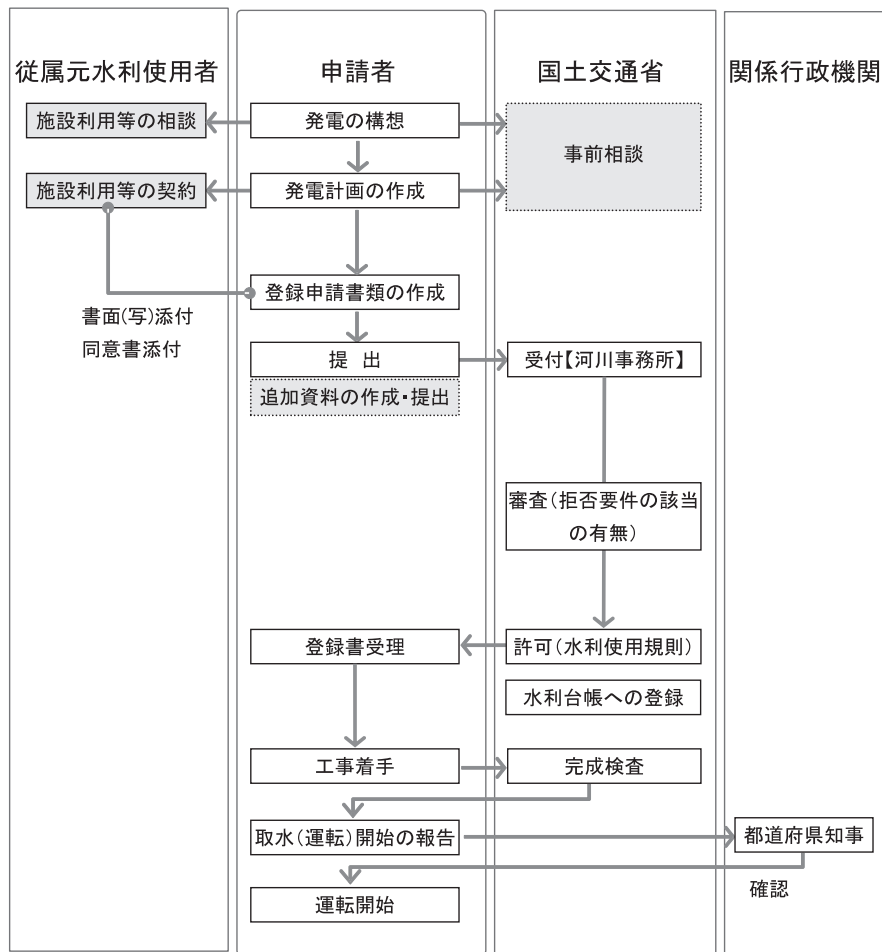 従属元水利使用者
申請者
国土交通省
関係行政機関
施設利用等の相談
発電の構想
事前相談
施設利用等の契約
発電計画の作成
登録申請書類の作成
書面(写)添付
同意書添付
提 出
受付【河川事務所】
追加資料の作成・提出
審査(拒否要件の該当
の有無)
登録書受理
許可(水利使用規則)
水利台帳への登録
工事着手
完成検査
取水(運転)開始の報告
都道府県知事
確認
運転開始